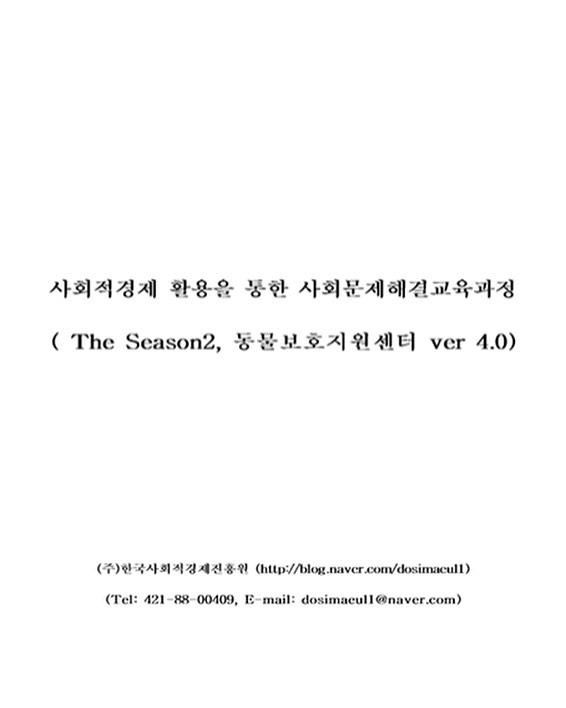 사회적경제 활용을 통한 사회문제해결교육과정
( The Season2, 동물보호지원센터 ver 4.0)
(주)한국사회적경제진흥원 (http://blog.naver.com/dosimaeul1)
(Tel: 421-88-00409, E-mail: dosimaeul1@naver.com)